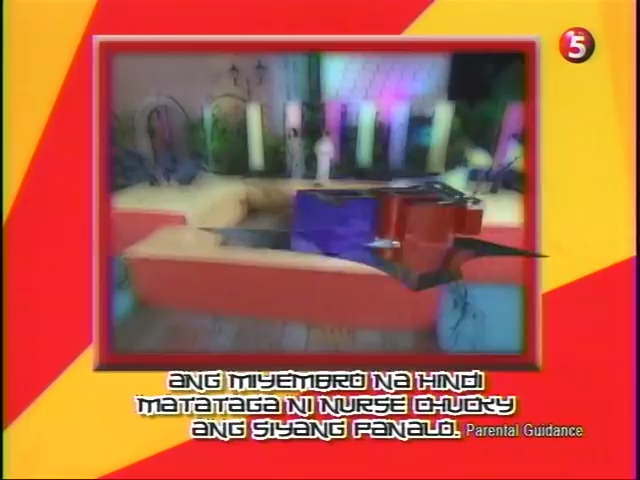 5
ANG MIYEMBRO NA HINDI
MATATAGA NI NURSE CHUCKY
ANG SIYANG PANALO. Parental Guidance